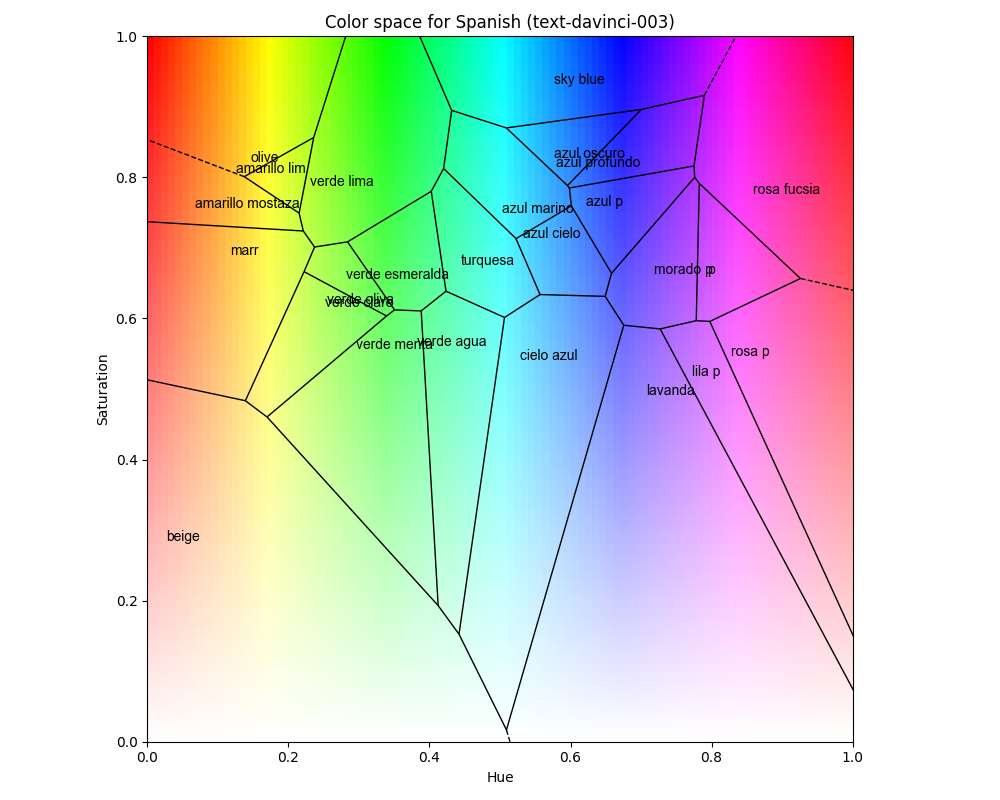 Color space for Spanish (text-davinci-003)
1.0
sky blue
azul oscuro
olive
azul profundo
amarillo lim
0.8
verde lima
rosa fucsia
amarillo mostaza
azul p
azul marino
azul cielo
marr
turquesa
morado p
p
verde esmeralda
verde oliva
verde claro
0.6
verde menta
verde agua
rosa p
cielo azul
lila p
lavanda
Saturation
0.4
beige
0.2
0.0
0.0 0.2 0.4 0.6 0.8 1.0
Hue